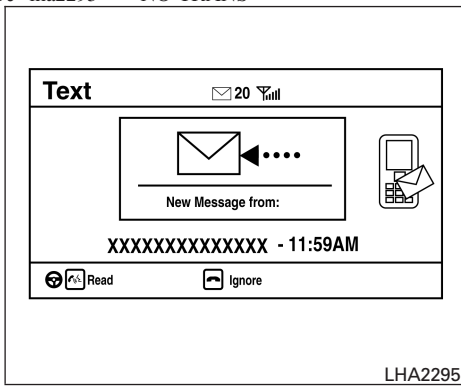 Text
20
New Message from:
XXXXXXXXXXXXXX - 11:59AM
Read Ignore
LHA2295